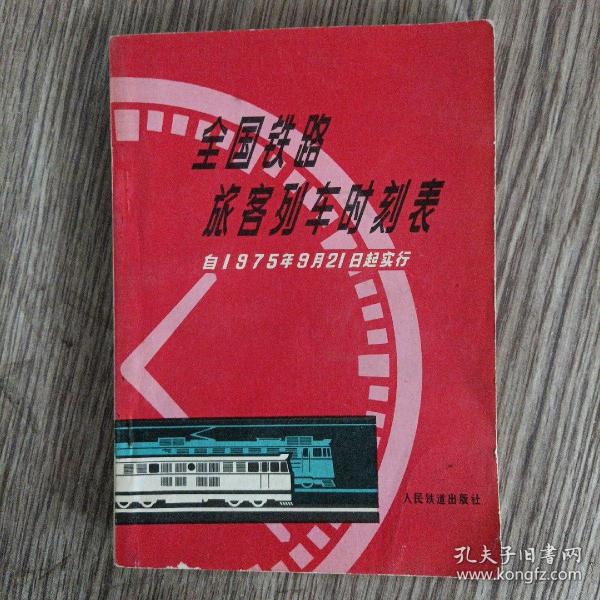 全国铁路
旅客列车时刻表
自1975年9月21日起实行
人民铁道出版社
孔夫子旧书网
www.kongfz.com